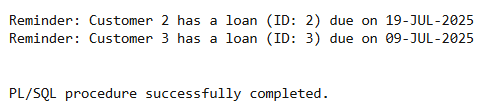 Reminder: Customer 2 has a loan (ID: 2) due on 19-JUL-2025
Reminder: Customer 3 has a loan (ID: 3) due on 09-JUL-2025
PL/SQL procedure successfully completed.